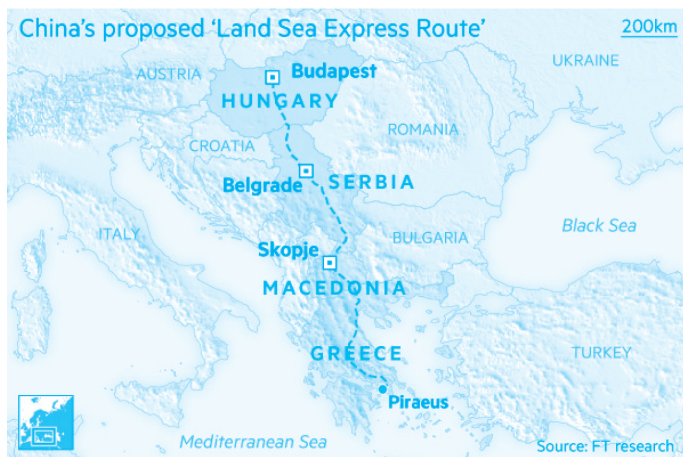 China's proposed 'Land Sea Express Route'
200km
UKRAINE
AUSTRIA
Budapest
HUNGARY
ROMANIA
CROATIA
Belgrade
SERBIA
ITALY
Black Sea
BULGARIA
Skopje
MACEDONIA
GREECE
TURKEY
Piraeus
Mediterranean Sea
Source: FT research